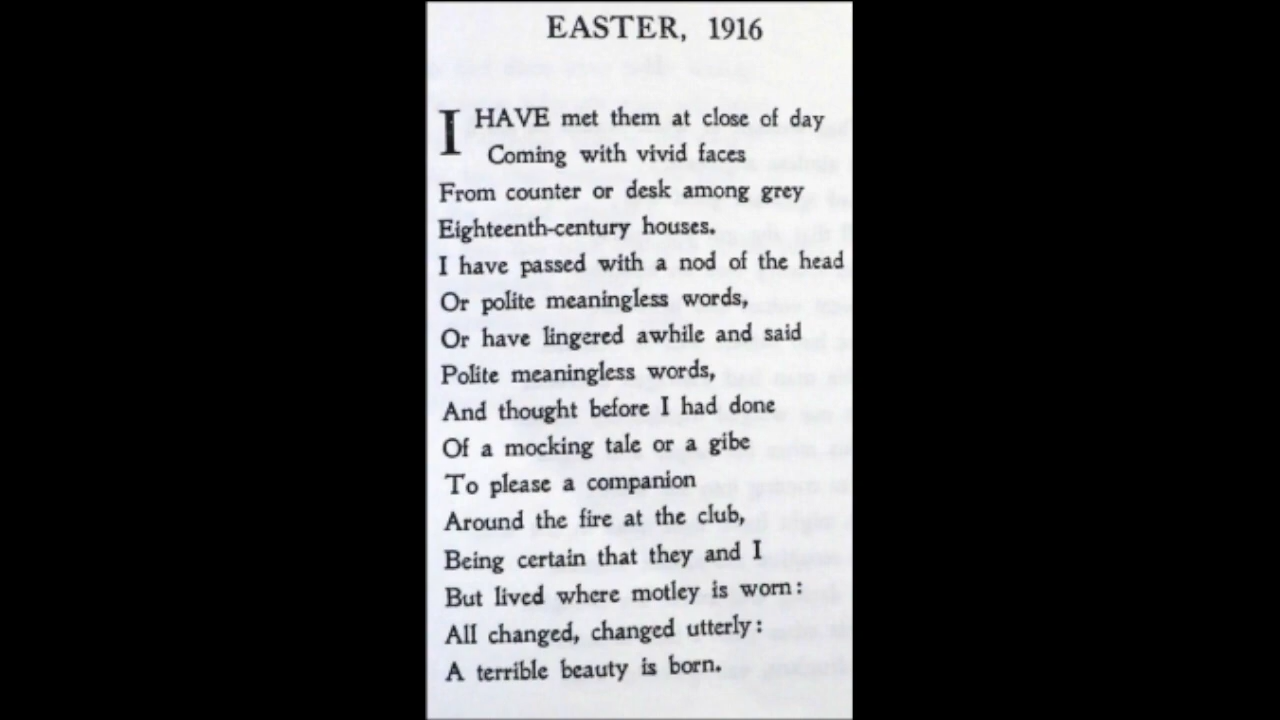 EASTER, 1916
I HAVE met them at close of day
Coming with vivid faces
From counter or desk among grey
Eighteenth-century houses.
I have passed with a nod of the head
Or polite meaningless words,
Or have lingered awhile and said
Polite meaningless words,
And thought before I had done
Of a mocking tale or a gibe
To please a companion
Around the fire at the club,
Being certain that they and I
But lived where motley is worn:
All changed, changed utterly:
A terrible beauty is born.